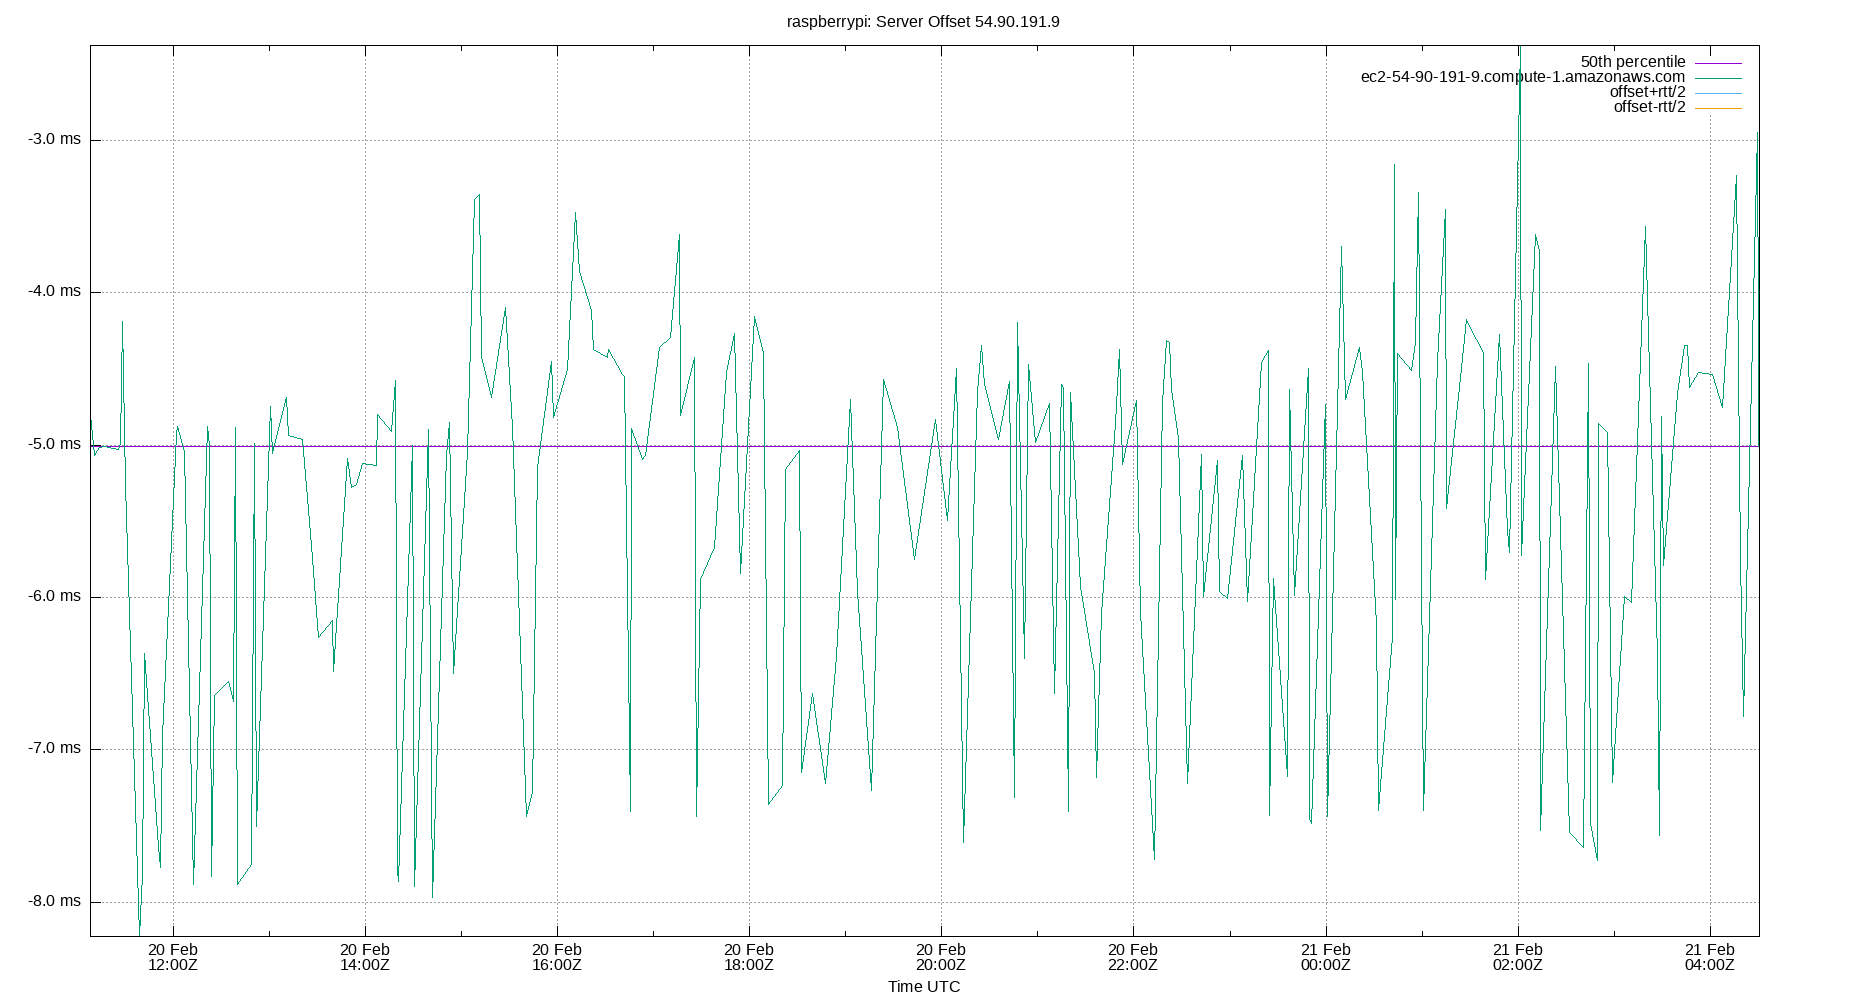 raspberrypi: Server Offset 54.90.191.9
50th percentile
ec2-54-90-191-9.compute-1.amazonaws.com
offset+rtt/2
offset-rtt/2
-3.0 ms
-4.0 ms
-5.0 ms
-6.0 ms
-7.0 ms
-8.0 ms
20 Feb 20 Feb 20 Feb 20 Feb 20 Feb 20 Feb 21 Feb 21 Feb 21 Feb
12:00Z 14:00Z 16:00Z 18:00Z 20:00Z 22:00Z 00:00Z 02:00Z 04:00Z
Time UTC